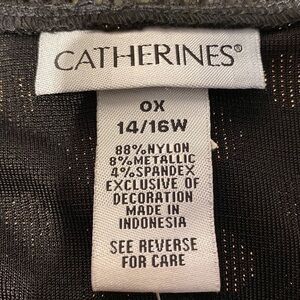 CATHERINES®
OX
14/16W
88%NYLON
8%METALLIC
4%SPANDEX
EXCLUSIVE OF
DECORATION
MADE IN
INDONESIA
SEE REVERSE
FOR CARE